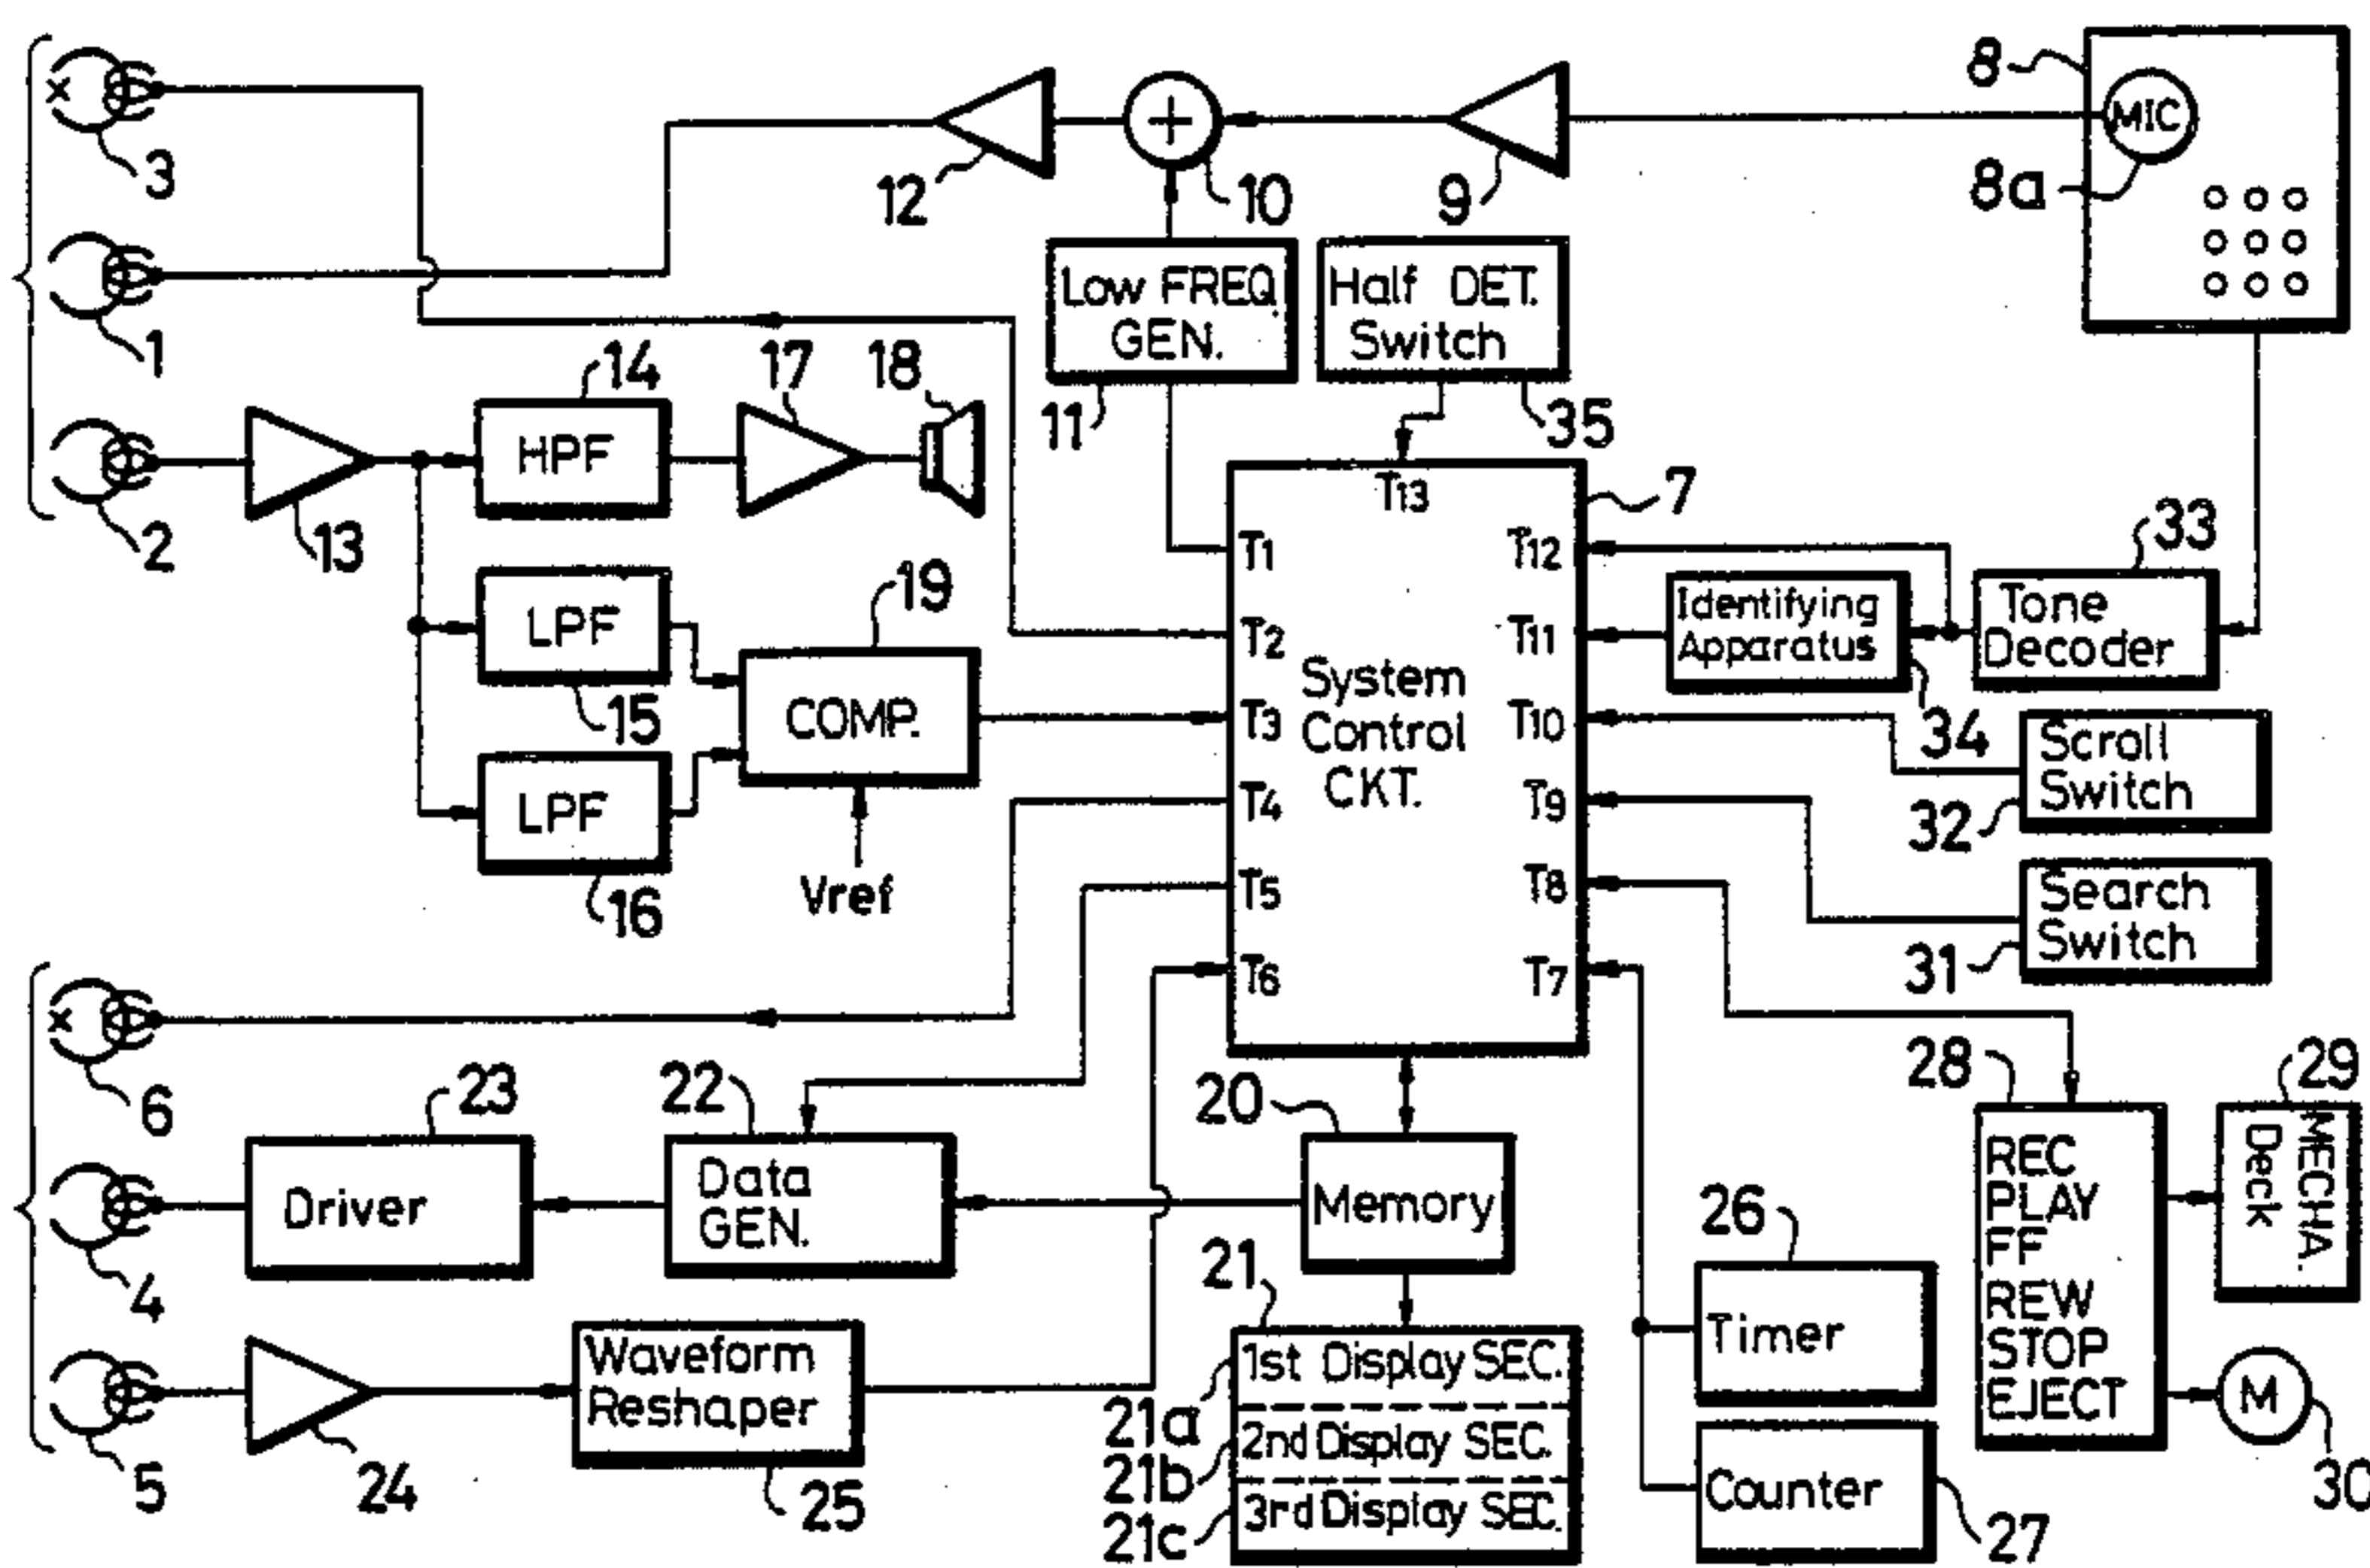 3
12
+
10
9
8
MIC
8a
1
Low FREQ.
GEN.
11
Half DET.
Switch
35
2
13
14
HPF
17
18
LPF
15
LPF
16
19
COMP.
Vref
7
T13
T1
T2
T3
T4
T5
T6
System
Control
CKT.
T12
T11
T10
T9
T8
T7
Identifying
Apparatus
34
33
Tone
Decoder
Scroll
Switch
32
Search
Switch
31
6
23
Driver
22
Data
GEN.
20
Memory
4
5
24
Waveform
Reshaper
25
21
1st Display SEC.
21a
2nd Display SEC.
21b
3rd Display SEC.
21c
26
Timer
Counter
27
28
REC
PLAY
FF
REW
STOP
EJECT
29
MECHA.
Deck
M
30